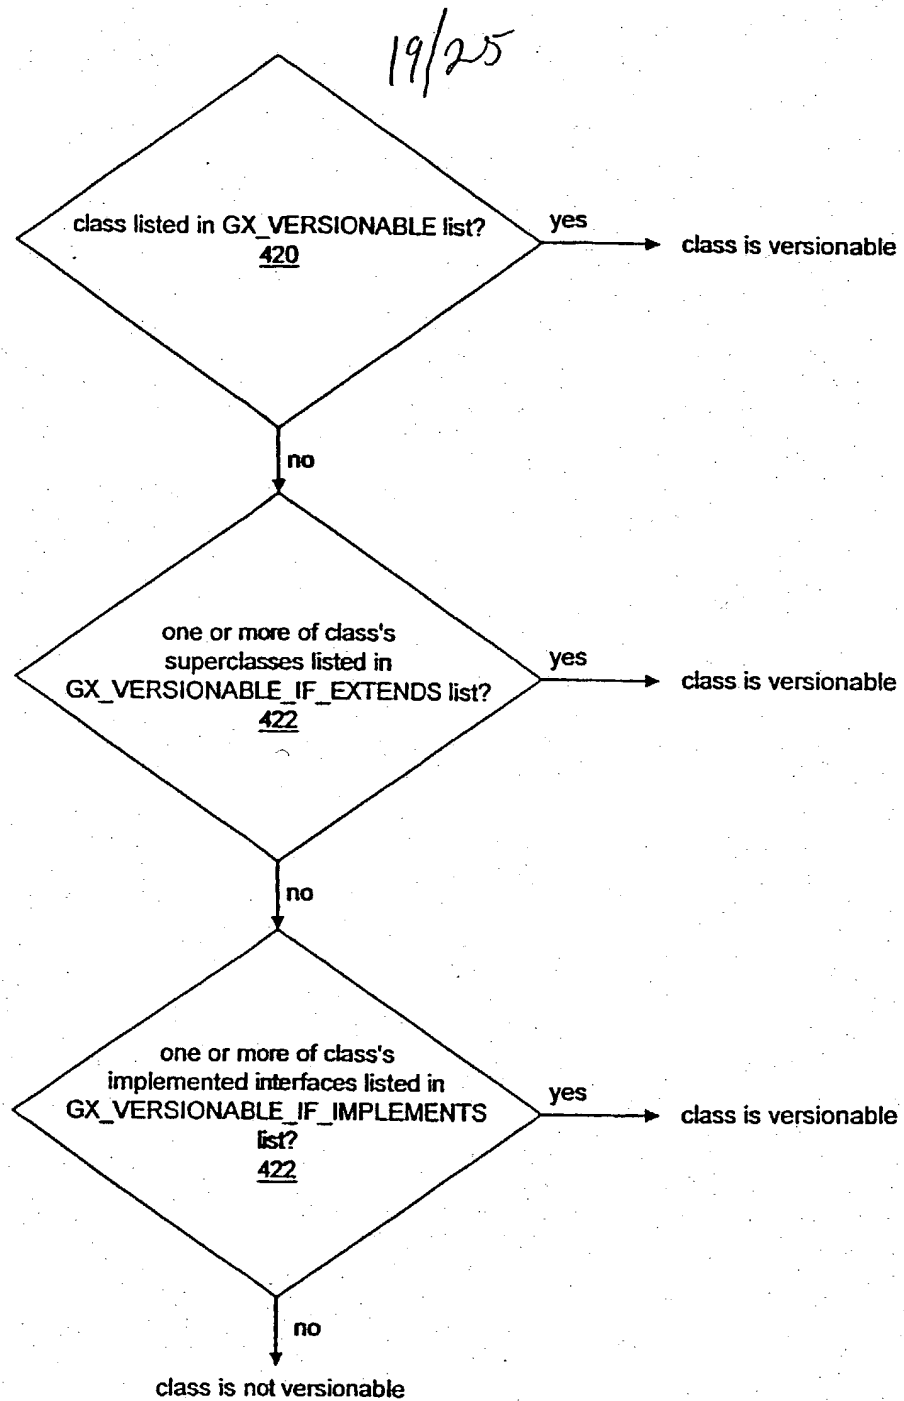 19/25
class listed in GX_VERSIONABLE list?
420
yes
class is versionable
no
one or more of class's
superclasses listed in
GX_VERSIONABLE_IF_EXTENDS list?
422
yes
class is versionable
no
one or more of class's
implemented interfaces listed in
GX_VERSIONABLE_IF_IMPLEMENTS
list?
422
yes
class is versionable
no
class is not versionable